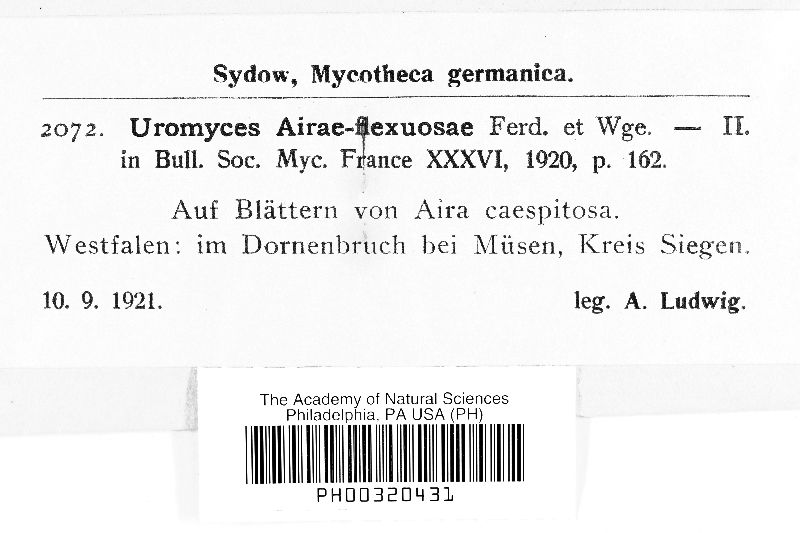 Sydow, Mycotheca germanica.
2072. Uromyces Airae-flexuosae Ferd. et Wge. — II.
in Bull. Soc. Myc. France XXXVI, 1920, p. 162.
Auf Blättern von Aira caespitosa.
Westfalen: im Dornenbruch bei Müsen, Kreis Siegen.
10. 9. 1921. leg. A. Ludwig.
The Academy of Natural Sciences
Philadelphia, PA USA (PH)
PH00320431